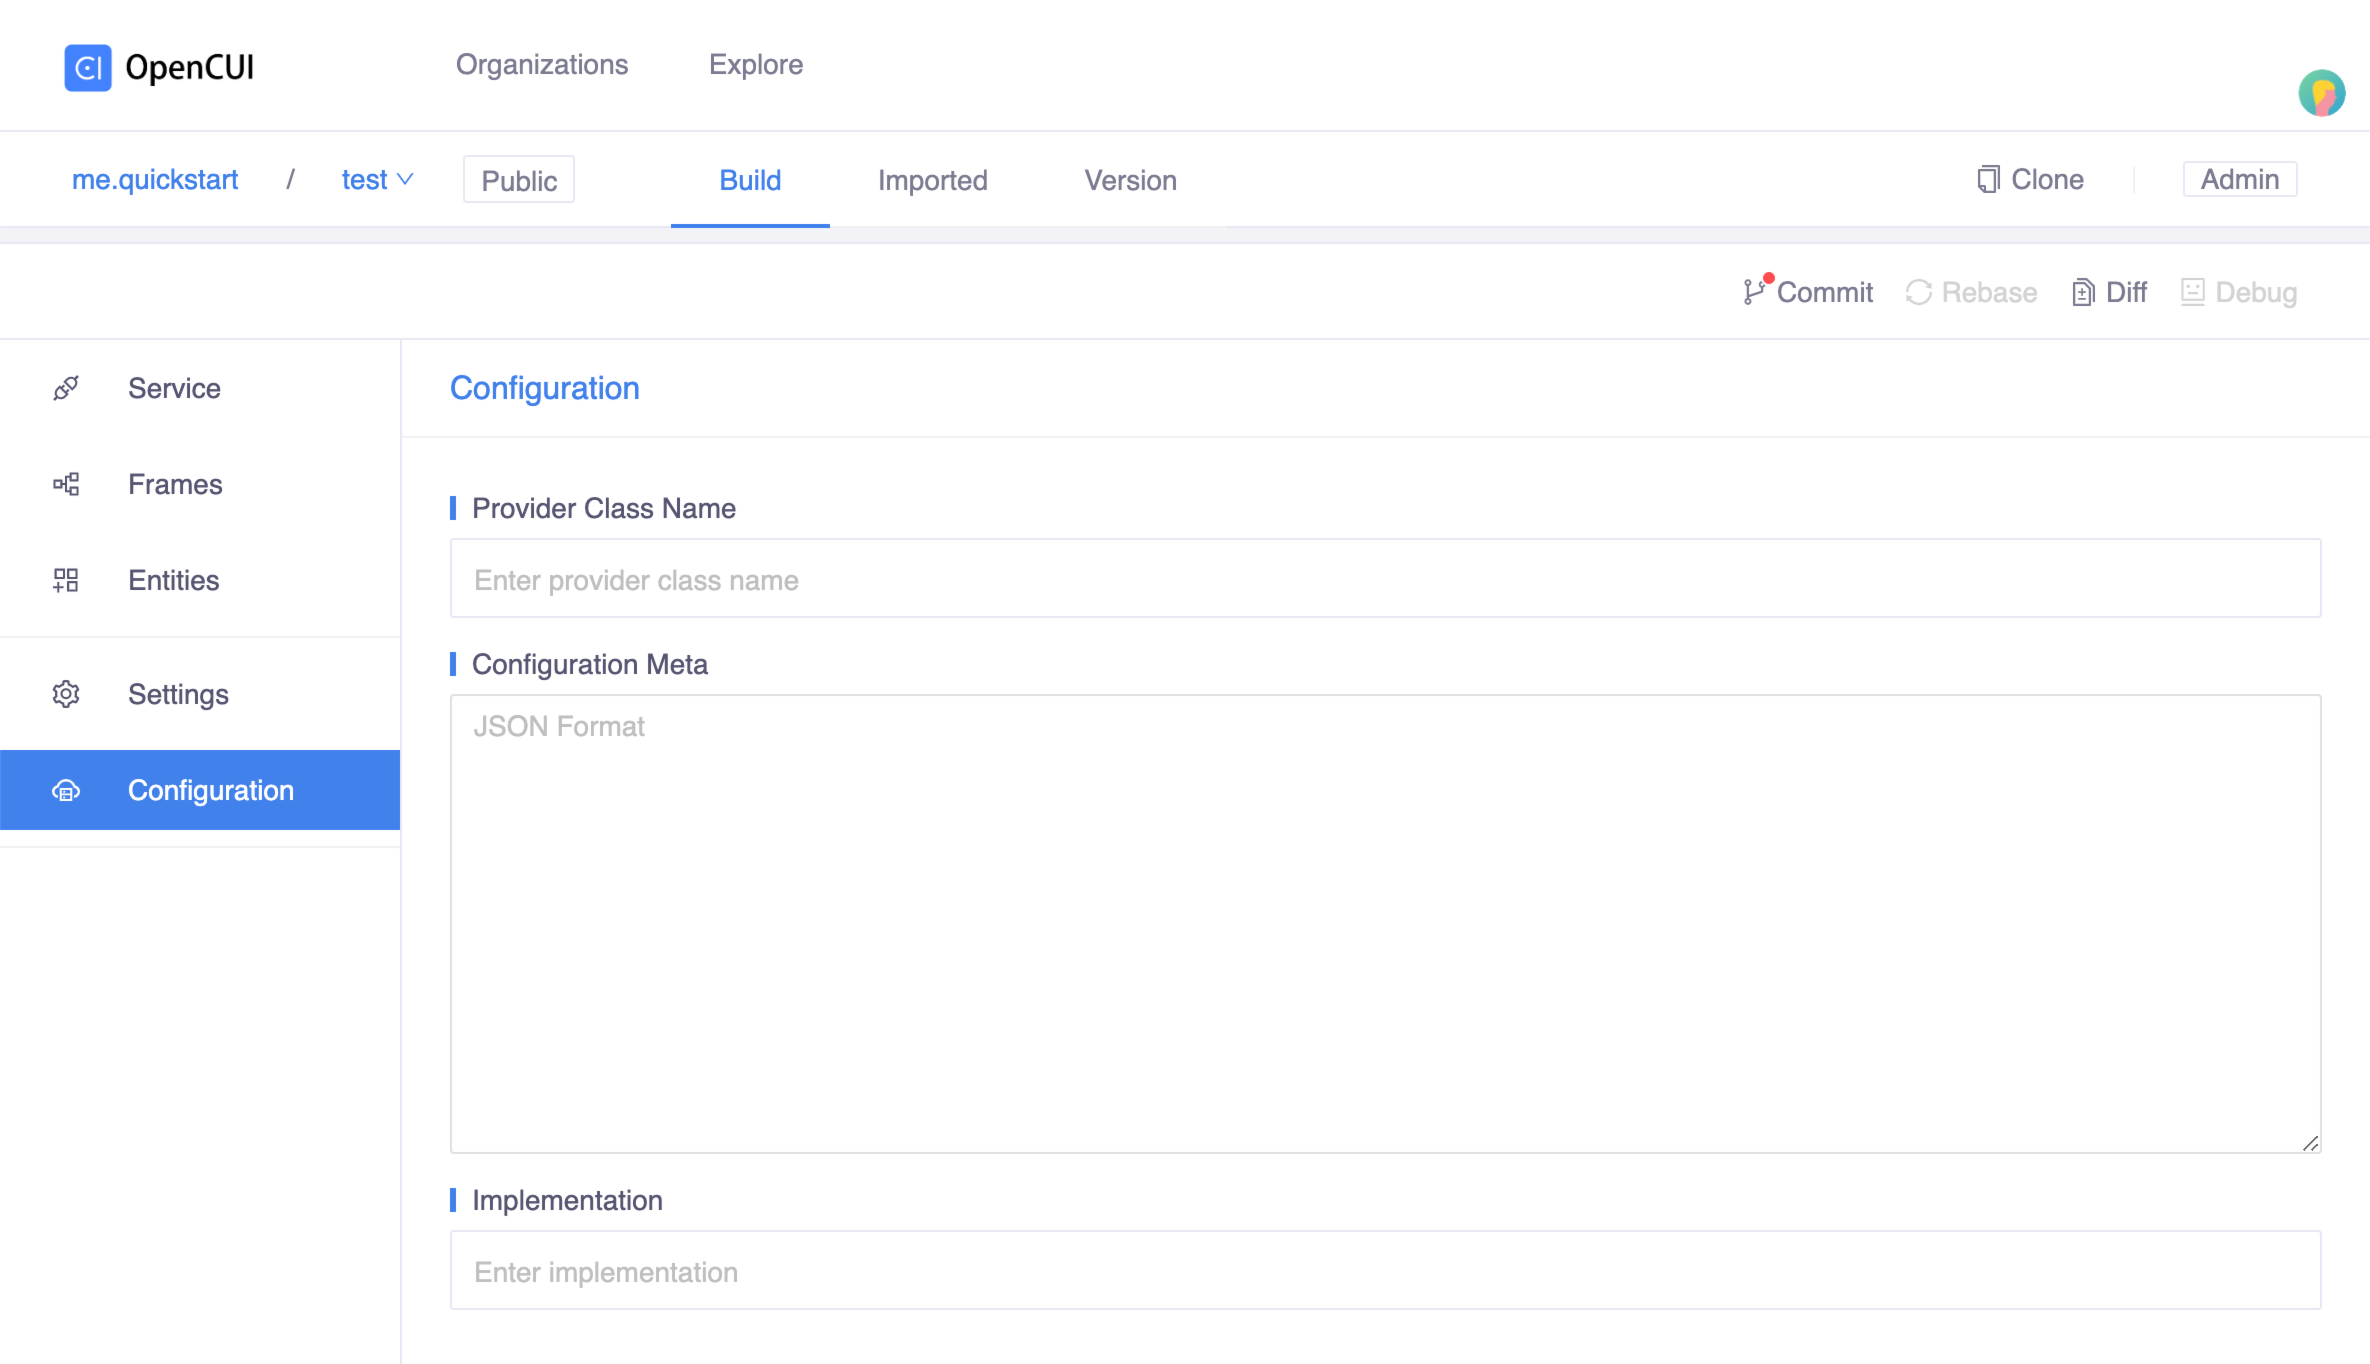 CI OpenCUI
Organizations
Explore
me.quickstart / test
Public
Build
Imported
Version
Clone
Admin
Commit
Rebase
Diff
Debug
Service
Frames
Entities
Settings
Configuration
Configuration
Provider Class Name
Enter provider class name
Configuration Meta
JSON Format
Implementation
Enter implementation